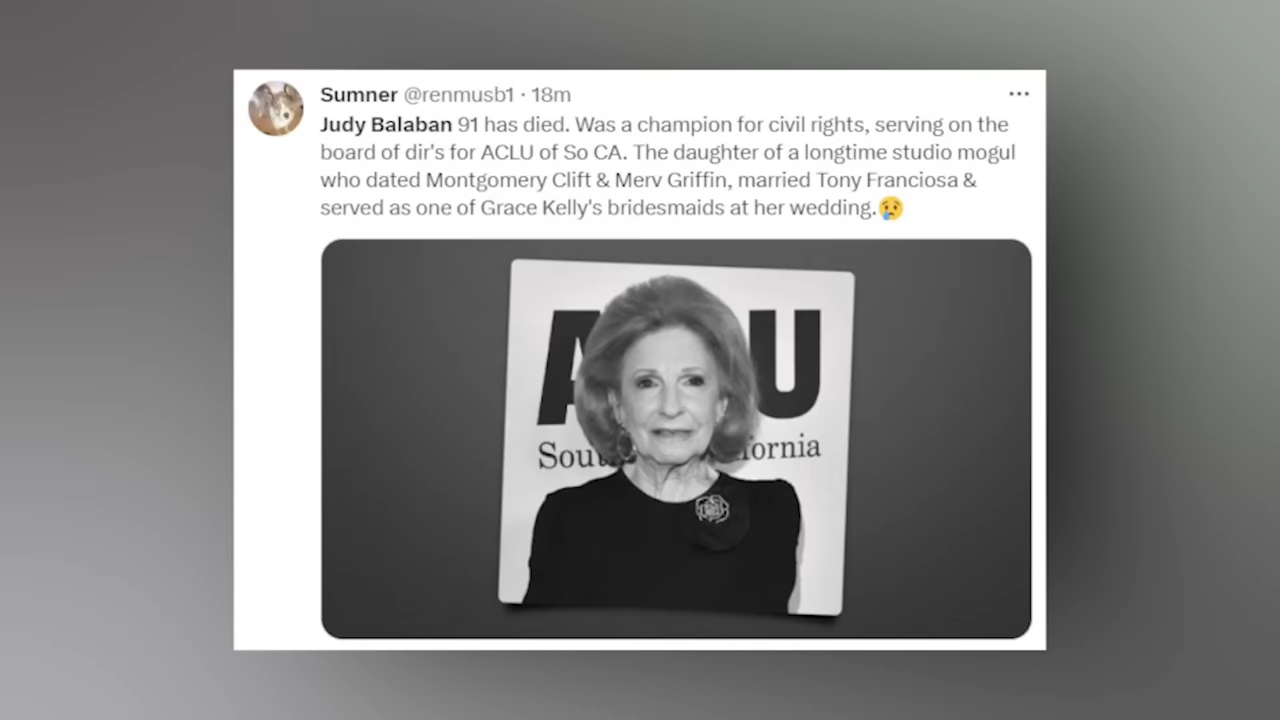 Sumner @renmusb1 · 18m
Judy Balaban 91 has died. Was a champion for civil rights, serving on the
board of dir's for ACLU of So CA. The daughter of a longtime studio mogul
who dated Montgomery Clift & Merv Griffin, married Tony Franciosa &
served as one of Grace Kelly's bridesmaids at her wedding.😢
A U
Sout fornia